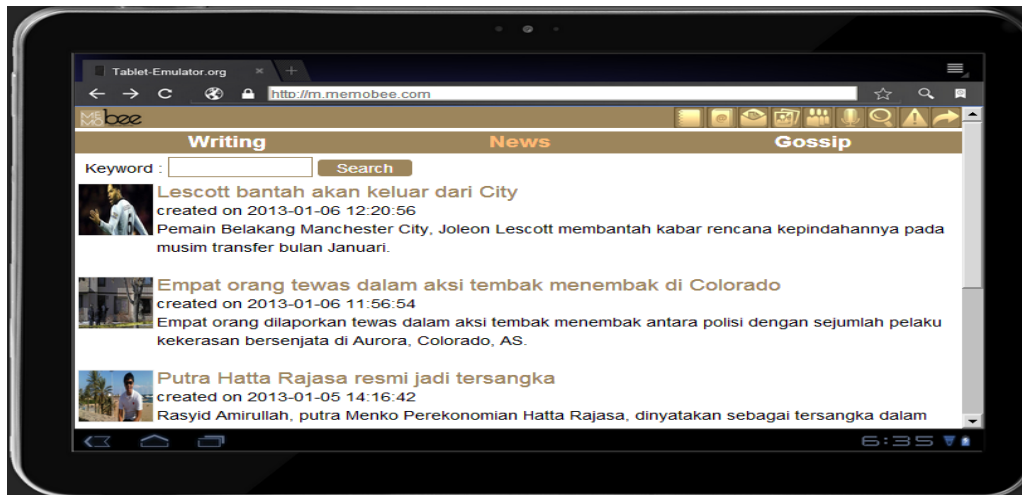 Tablet-Emulator.org
http://m.memobee.com
MEMO bee
Writing News Gossip
Keyword : Search
Lescott bantah akan keluar dari City
created on 2013-01-06 12:20:56
Pemain Belakang Manchester City, Joleon Lescott membantah kabar rencana kepindahannya pada
musim transfer bulan Januari.
Empat orang tewas dalam aksi tembak menembak di Colorado
created on 2013-01-06 11:56:54
Empat orang dilaporkan tewas dalam aksi tembak menembak antara polisi dengan sejumlah pelaku
kekerasan bersenjata di Aurora, Colorado, AS.
Putra Hatta Rajasa resmi jadi tersangka
created on 2013-01-05 14:16:42
Rasyid Amirullah, putra Menko Perekonomian Hatta Rajasa, dinyatakan sebagai tersangka dalam
6:35